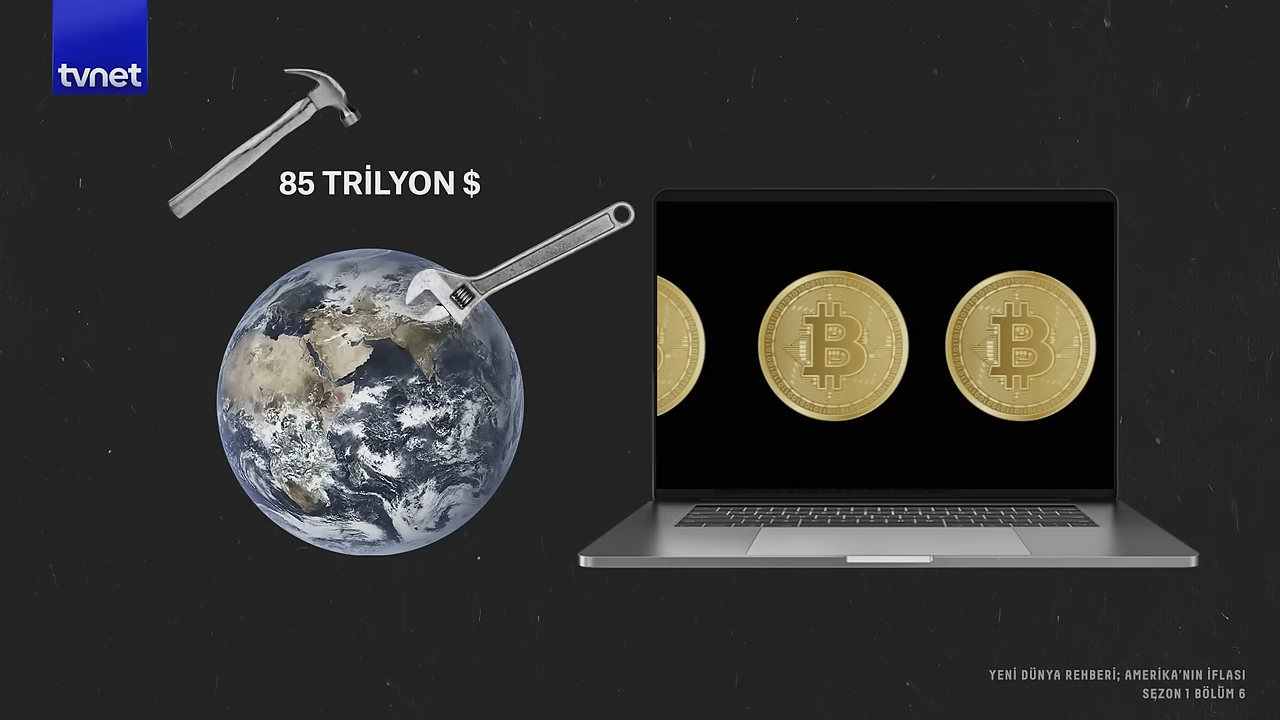 tvnet
85 TRİLYON $
YENİ DÜNYA REHBERİ; AMERİKA'NIN İFLASI
SEZON 1 BÖLÜM 6